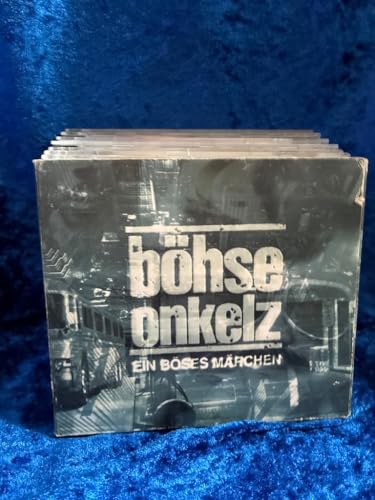 böhse
onkelz
EIN BÖSES MÄRCHEN